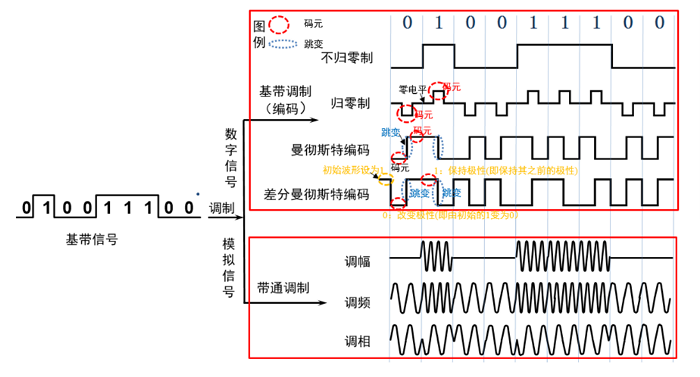 图例
码元
跳变
0 1 0 0 1 1 1 0 0
不归零制
基带调制
(编码)
零电平
码元
归零制
码元
数字信号
跳变
码元
曼彻斯特编码
码元
初始波形设为1
1：保持极性(即保持其之前的极性)
差分曼彻斯特编码
跳变
跳变
0：改变极性(即由初始的1变为0)
0 1 0 0 1 1 1 0 0
调制
基带信号
模拟信号
调幅
带通调制
调频
调相